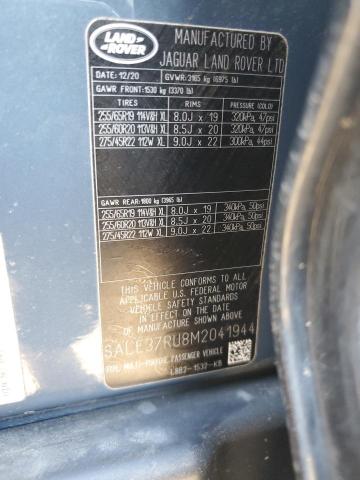 LAND ROVER
MANUFACTURED BY
JAGUAR LAND ROVER LTD
12/20 GVWR: 3165 kg (6975 lb)
GAWR FRONT:1530 kg (3370 lb)
TIRES RIMS PRESSURE (COLD)
255/65R19 114V&H XL 8.0J x 19 320kPa, 47psi
255/60R20 113V&H XL 8.5J x 20 320kPa, 47psi
275/45R22 112W XL 9.0J x 22 300kPa, 44psi
GAWR REAR:1800 kg (3965 lb)
255/65R19 114V&H XL 8.0J x 19 340kPa, 50psi
255/60R20 113V&H XL 8.5J x 20 340kPa, 50psi
275/45R22 112W XL 9.0J x 22 340kPa, 50psi
THIS VEHICLE CONFORMS TO
ALL APPLICABLE U.S. FEDERAL MOTOR
VEHICLE SAFETY STANDARDS
IN EFFECT ON THE DATE OF
MANUFACTURE SHOWN ABOVE.
SALE37RU8M2041944
MULTI-PURPOSE PASSENGER VEHICLE
L8B2-1532-KB